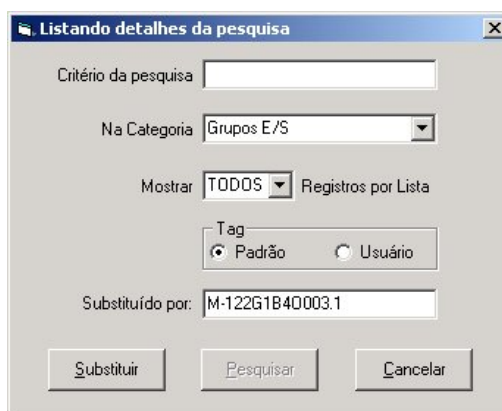 Listando detalhes da pesquisa
Critério da pesquisa
Na Categoria Grupos E/S
Mostrar TODOS Registros por Lista
Tag
Padrão Usuário
Substituído por: M-122G1B4O003.1
Substituir Pesquisar Cancelar